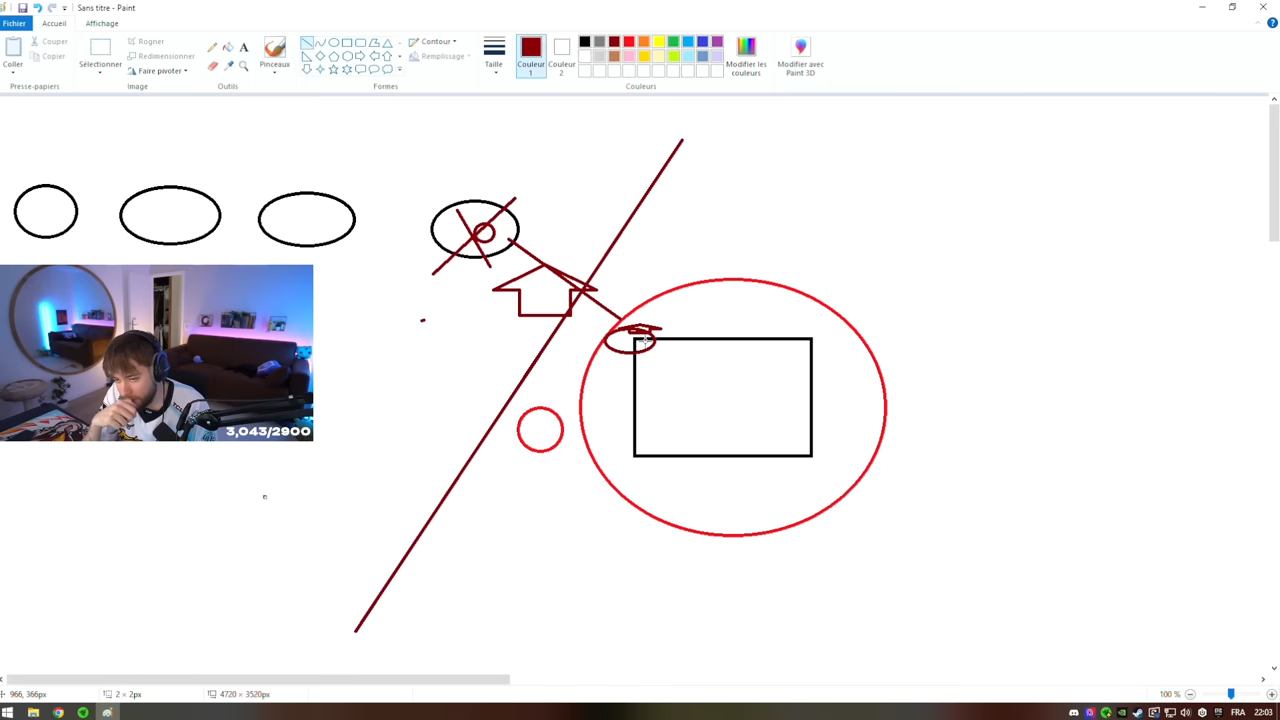 Sans titre - Paint
Fichier Accueil Affichage
Coller
Couper
Copier
Presse-papiers
Sélectionner
Rogner
Redimensionner
Faire pivoter
Image
A
Outils
Pinceaux
Contour
Remplissage
Formes
Taille
Couleur 1
Couleur 2
Couleurs
Modifier les couleurs
Modifier avec Paint 3D
3,043/2900
966, 366px
2 × 2px
4720 × 3520px
100 %
FRA
22:03